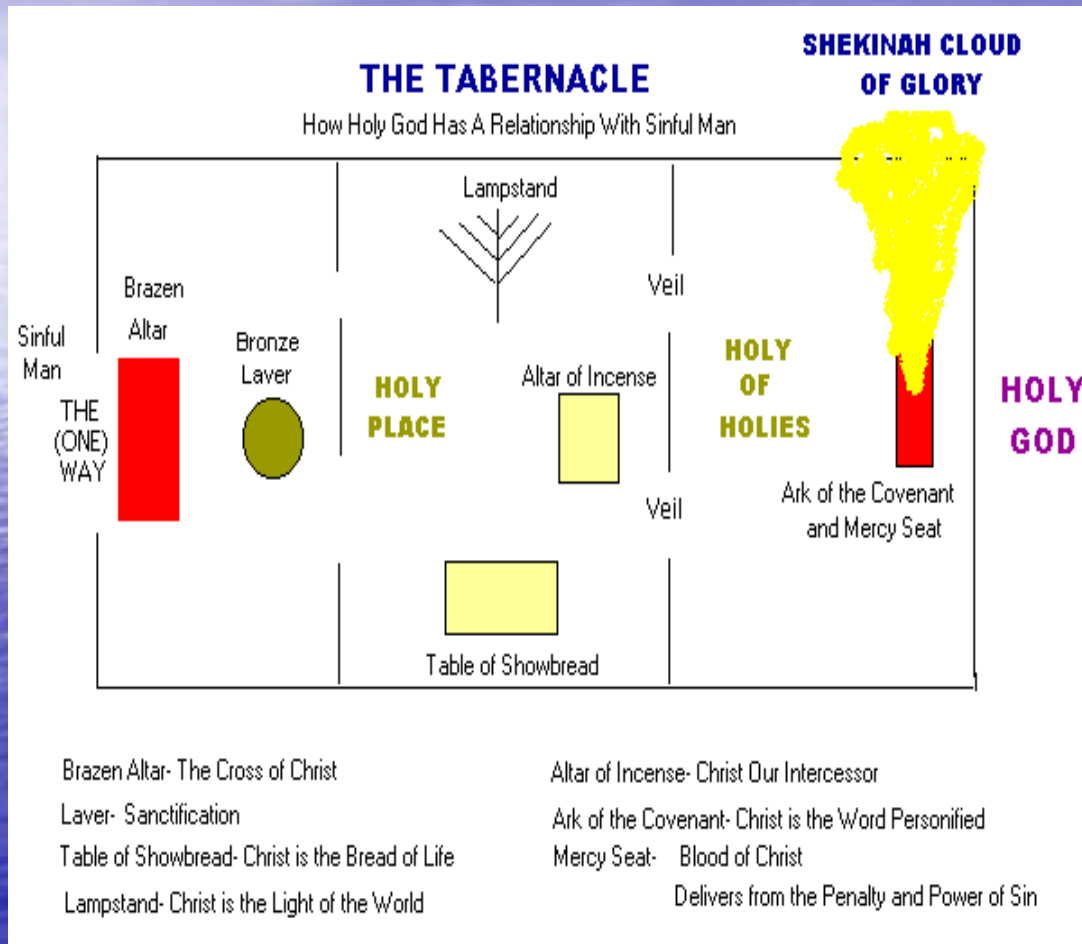 SHEKINAH CLOUD
OF GLORY
THE TABERNACLE
How Holy God Has A Relationship With Sinful Man
Lampstand
Veil
Brazen
Altar
Sinful
Man
Bronze
Laver
THE
(ONE)
WAY
HOLY
PLACE
Altar of Incense
HOLY
OF
HOLIES
HOLY
GOD
Ark of the Covenant
and Mercy Seat
Veil
Table of Showbread
Brazen Altar- The Cross of Christ
Laver- Sanctification
Table of Showbread- Christ is the Bread of Life
Lampstand- Christ is the Light of the World
Altar of Incense- Christ Our Intercessor
Ark of the Covenant- Christ is the Word Personified
Mercy Seat- Blood of Christ
Delivers from the Penalty and Power of Sin